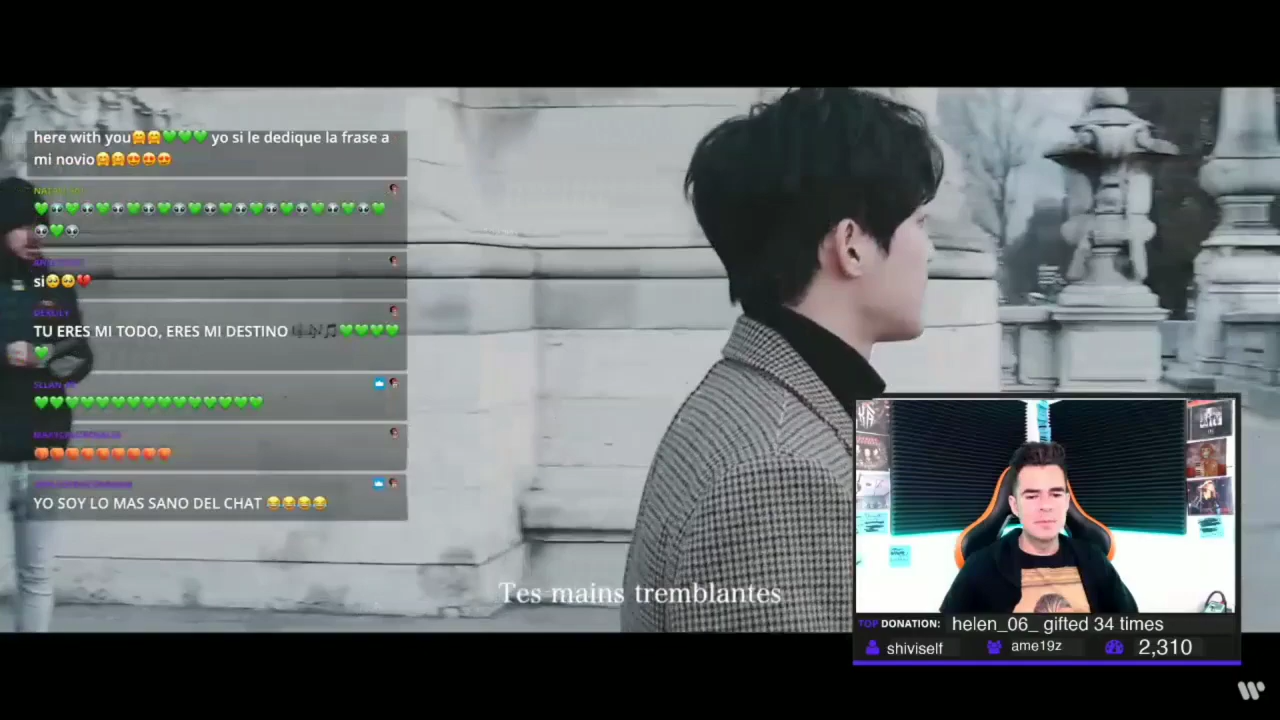 here with you🤗🤗💚💚💚 yo si le dedique la frase a
mi novio🤗🤗😍😍😍
si🥺🥺💔
TU ERES MI TODO, ERES MI DESTINO 🎼🎶🎵💚💚💚💚
💚
YO SOY LO MAS SANO DEL CHAT 😂😂😂😂
Tes mains tremblantes
TOP DONATION: helen_06_ gifted 34 times
shiviself ame19z 2,310